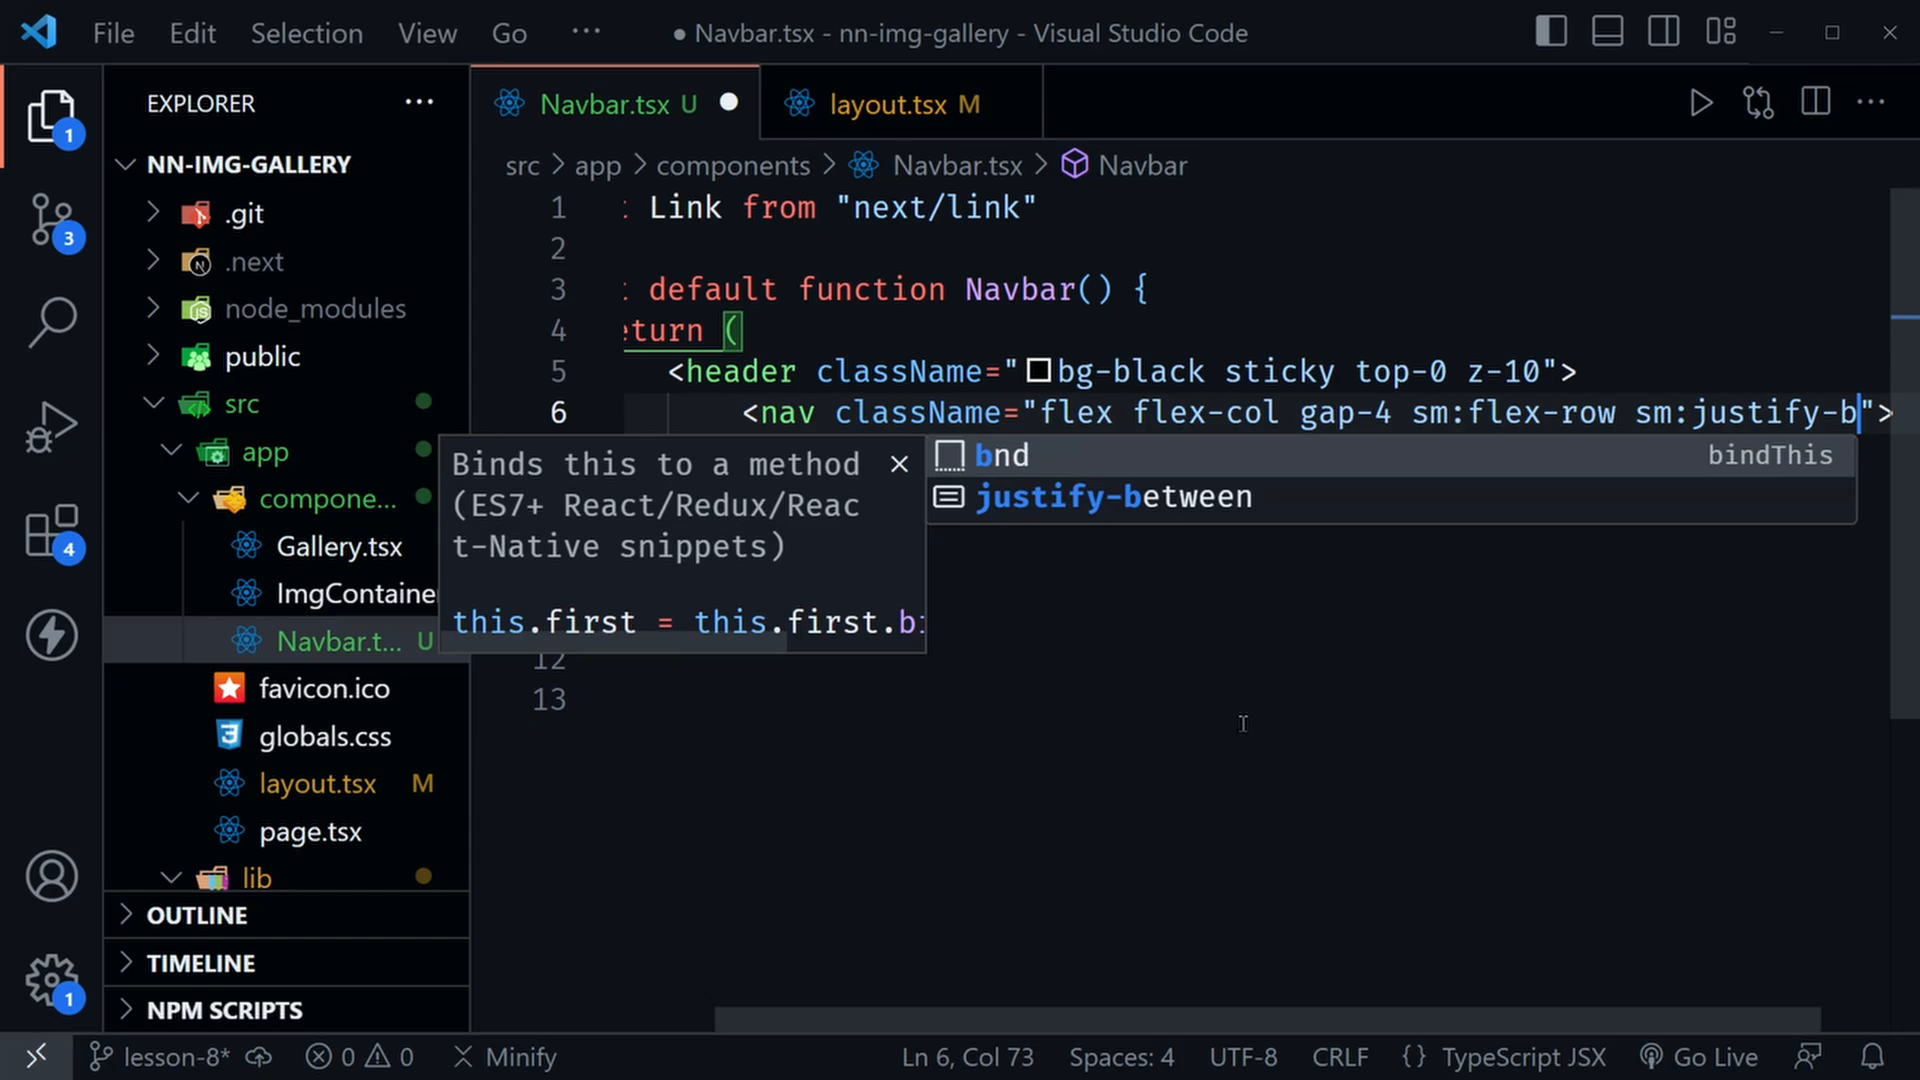 File Edit Selection View Go ··· ● Navbar.tsx - nn-img-gallery - Visual Studio Code
EXPLORER ···
NN-IMG-GALLERY
.git
.next
node_modules
public
src
app
compone...
Gallery.tsx
ImgContaine
Navbar.t... U
favicon.ico
globals.css
layout.tsx M
page.tsx
lib
OUTLINE
TIMELINE
NPM SCRIPTS
1
3
4
1
Navbar.tsx U ● layout.tsx M
src > app > components > Navbar.tsx > Navbar
1 Link from "next/link"
2
3 default function Navbar() {
4 eturn (
5 <header className="bg-black sticky top-0 z-10">
6 <nav className="flex flex-col gap-4 sm:flex-row sm:justify-b">
Binds this to a method
(ES7+ React/Redux/Reac
t-Native snippets)
this.first = this.first.bi
bnd bindThis
justify-between
12
13
lesson-8* 0 0 Minify Ln 6, Col 73 Spaces: 4 UTF-8 CRLF {} TypeScript JSX Go Live